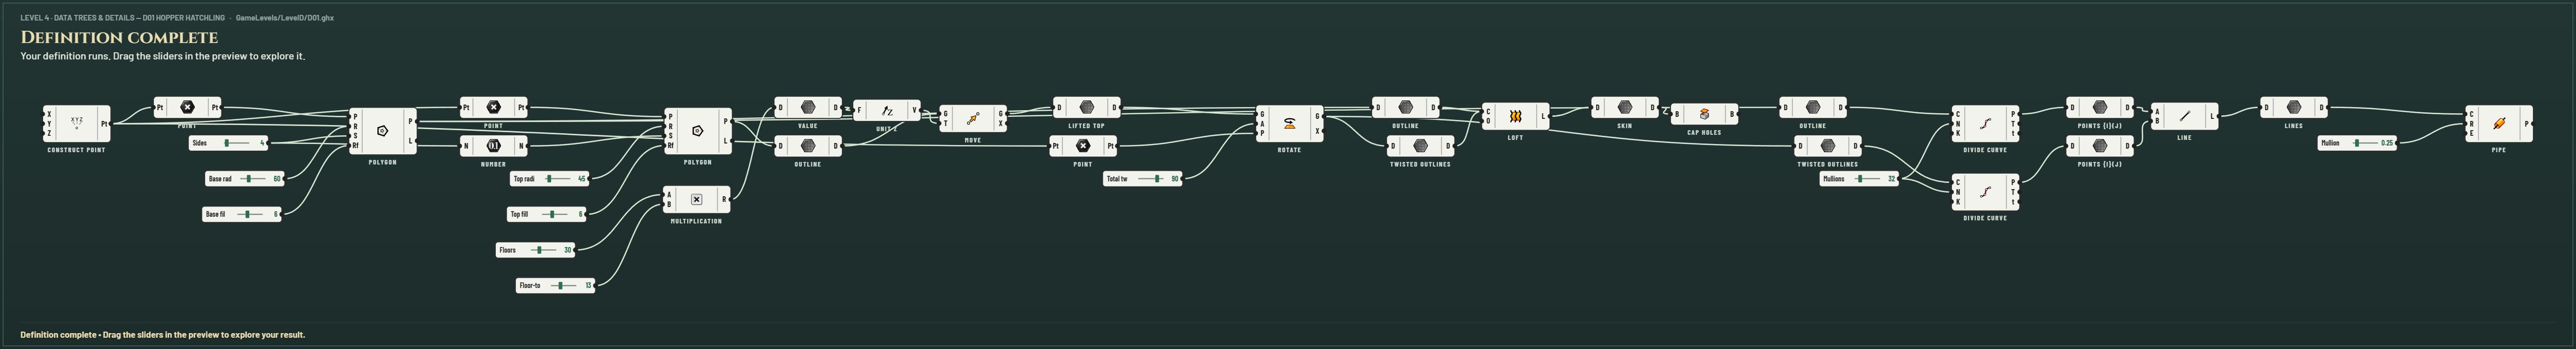 LEVEL 4 - DATA TREES & DETAILS — D01 HOPPER HATCHLING · GameLevels/LevelD/D01.ghx
DEFINITION COMPLETE
Your definition runs. Drag the sliders in the preview to explore it.
X Y Z XYZ Pt
CONSTRUCT POINT
Pt Pt
POINT
Sides 4
Base rad 60
Base fil 6
P R S Rf P L
POLYGON
Pt Pt
POINT
N 0.1 N
NUMBER
Top radi 45
Top fill 6
Floors 30
Floor-to 13
P R S Rf P L
POLYGON
A B R
MULTIPLICATION
D D
VALUE
D D
OUTLINE
F Z V
UNIT Z
G T G X
MOVE
D D
LIFTED TOP
Pt Pt
POINT
Total tw 90
G A P G X
ROTATE
D D
OUTLINE
D D
TWISTED OUTLINES
C O L
LOFT
D D
SKIN
B B
CAP HOLES
D D
OUTLINE
D D
TWISTED OUTLINES
Mullions 32
C N K P T t
DIVIDE CURVE
C N K P T t
DIVIDE CURVE
D D
POINTS {I}(J)
D D
POINTS {I}(J)
A B L
LINE
D D
LINES
Mullion 0.25
C R E P
PIPE
Definition complete - Drag the sliders in the preview to explore your result.